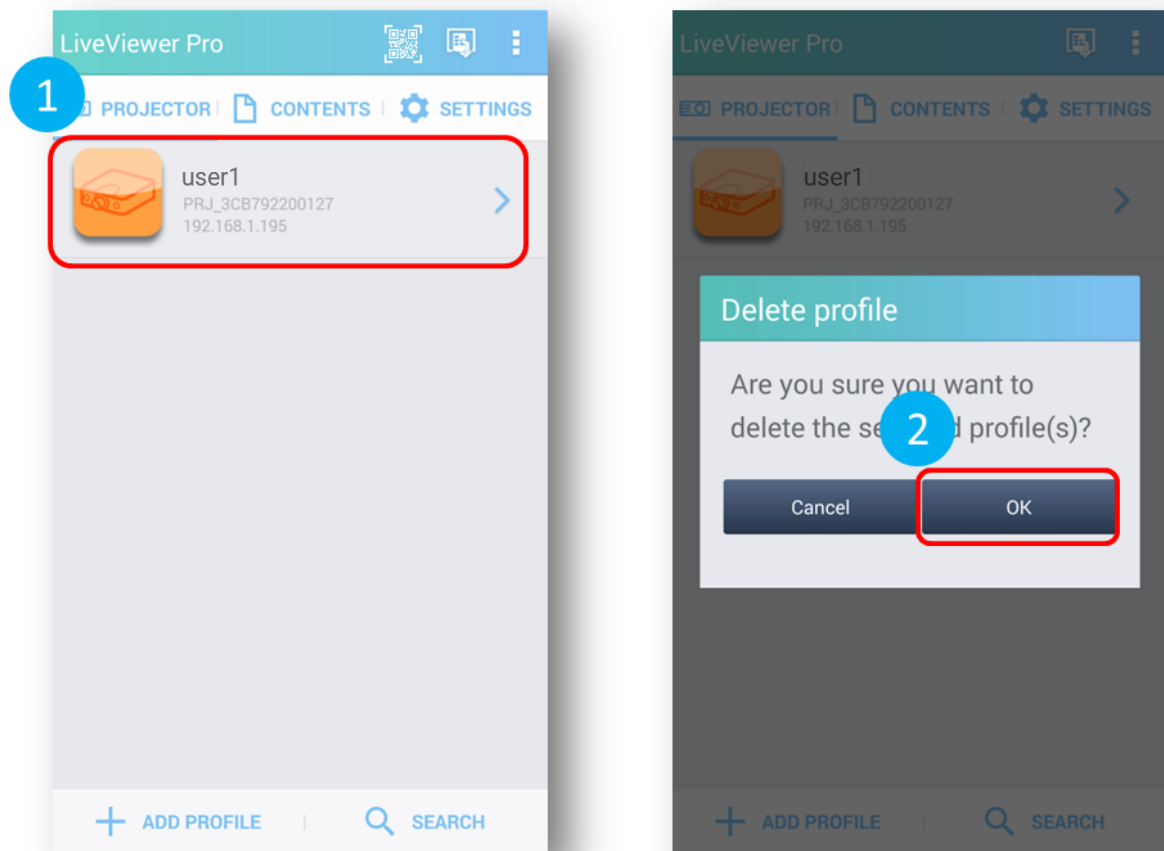 LiveViewer Pro
1
PROJECTOR
CONTENTS
SETTINGS
user1
PRJ_3CB792200127
192.168.1.195
ADD PROFILE
SEARCH
LiveViewer Pro
PROJECTOR
CONTENTS
SETTINGS
user1
PRJ_3CB792200127
192.168.1.195
Delete profile
Are you sure you want to
delete the profile(s)?
2
Cancel
OK
ADD PROFILE
SEARCH